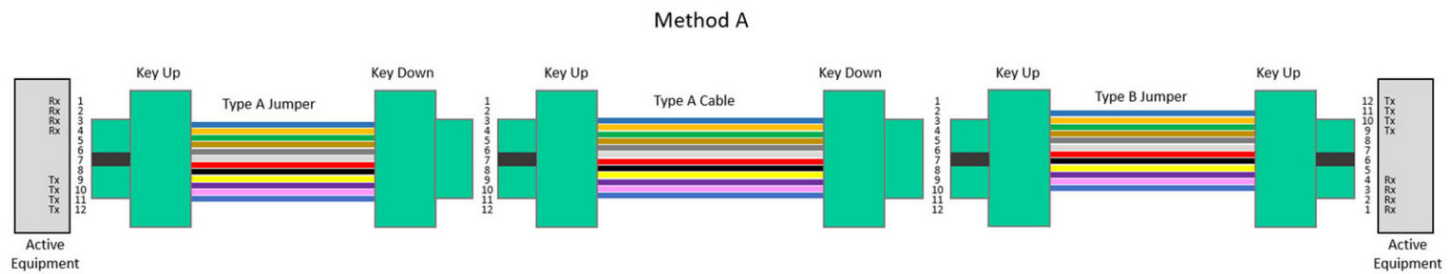 Method A
Key Up
Key Down
Key Up
Key Down
Key Up
Key Up
Type A Jumper
Type A Cable
Type B Jumper
Rx 1
Rx 2
Rx 3
Rx 4
5
6
7
8
Tx 9
Tx 10
Tx 11
Tx 12
1
2
3
4
5
6
7
8
9
10
11
12
1
2
3
4
5
6
7
8
9
10
11
12
12 Tx
11 Tx
10 Tx
9 Tx
8
7
6
5
4 Rx
3 Rx
2 Rx
1 Rx
Active
Equipment
Active
Equipment